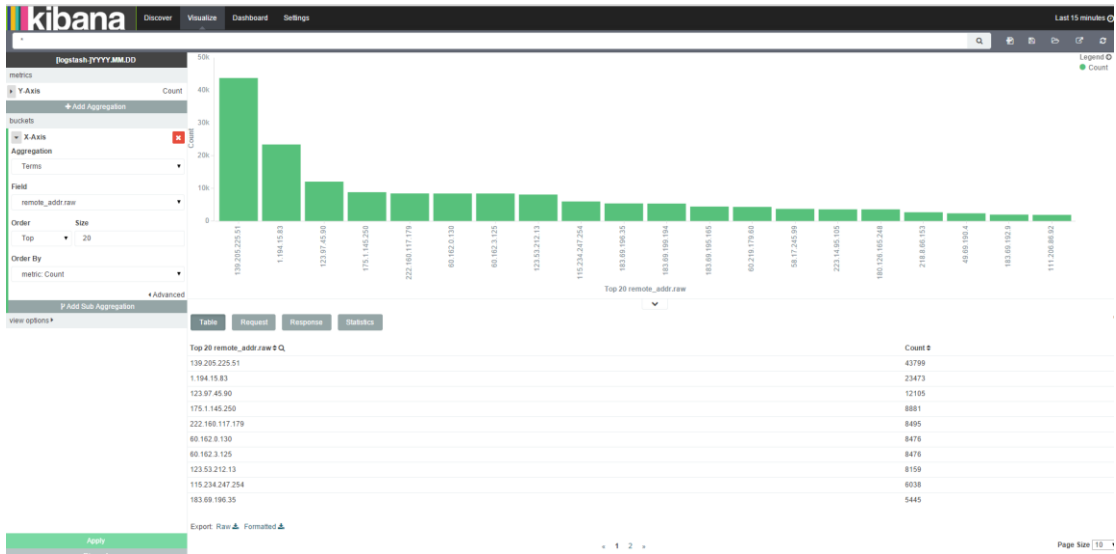 kibana Discover Visualize Dashboard Settings Last 15 minutes
*
[logstash-]YYYY.MM.DD
metrics
Y-Axis Count
Add Aggregation
buckets
X-Axis
Aggregation
Terms
Field
remote_addr.raw
Order Size
Top 20
Order By
metric: Count
Advanced
Add Sub Aggregation
view options
Apply
Legend
Count
50k
40k
30k
20k
10k
0
Count
139.205.225.51
1.194.15.83
123.97.45.90
175.1.145.250
222.160.117.179
60.162.0.130
60.162.3.125
123.53.212.13
115.234.247.254
183.69.196.35
183.69.199.194
183.69.195.165
60.219.179.60
58.17.245.99
223.14.95.105
180.126.165.248
218.8.66.153
49.69.190.4
183.69.192.9
111.206.86.92
Top 20 remote_addr.raw
Table Request Response Statistics
Top 20 remote_addr.raw Count
139.205.225.51 43799
1.194.15.83 23473
123.97.45.90 12105
175.1.145.250 8881
222.160.117.179 8495
60.162.0.130 8476
60.162.3.125 8476
123.53.212.13 8159
115.234.247.254 6038
183.69.196.35 5445
Export: Raw Formatted
« 1 2 »
Page Size 10